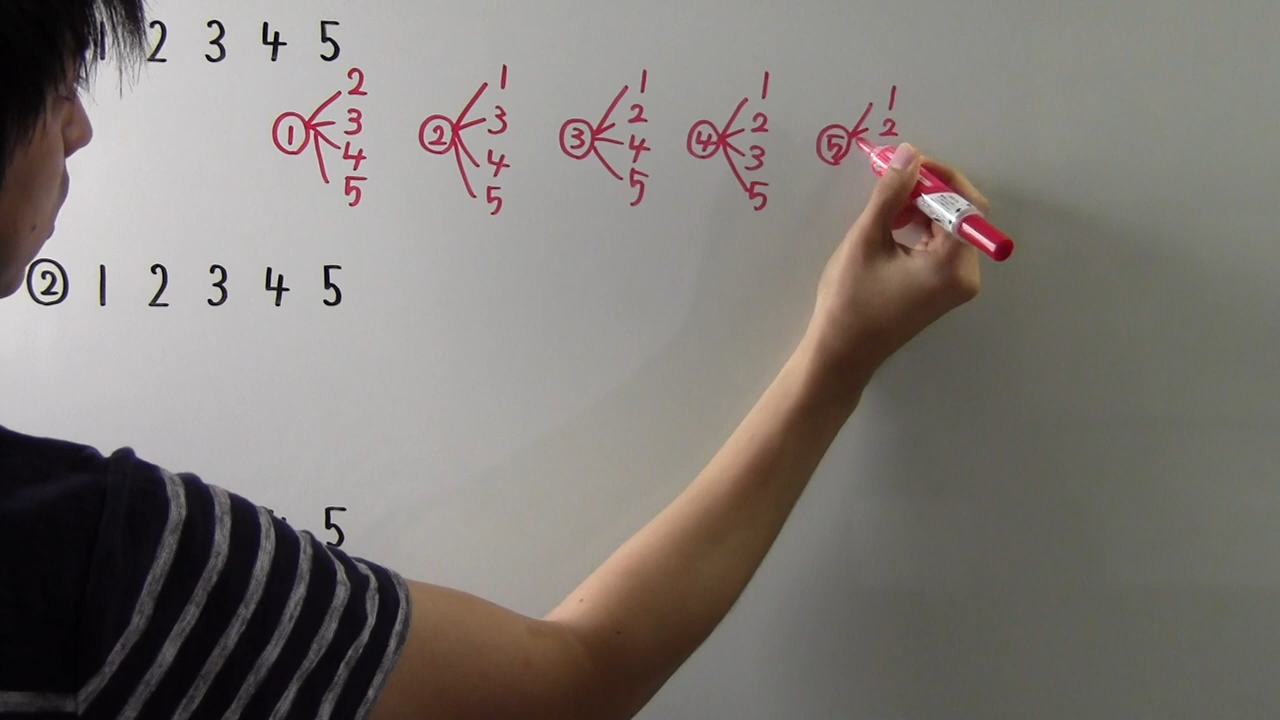 1 2 3 4 5
① 2 3 4 5
② 1 3 4 5
③ 1 2 4 5
④ 1 2 3 5
⑤ 1 2
② 1 2 3 4 5
5